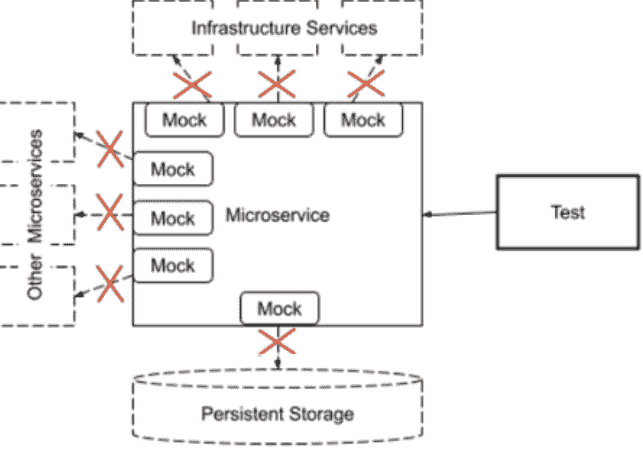 Infrastructure Services
Mock
Mock
Mock
Mock
Other Microservices
Mock
Microservice
Test
Mock
Mock
Persistent Storage